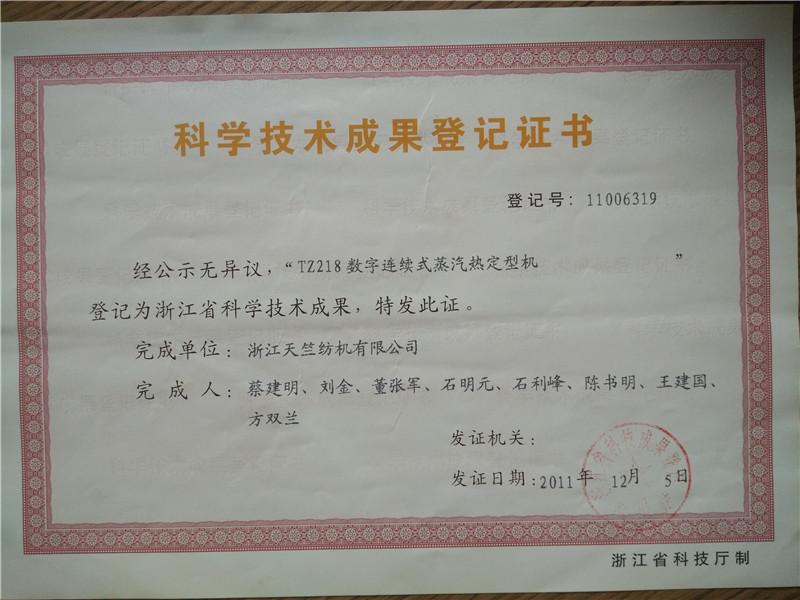 科学技术成果登记证书
登记号：11006319
经公示无异议，“TZ218数字连续式蒸汽热定型机”
登记为浙江省科学技术成果，特发此证。
完成单位：浙江天竺纺机有限公司
完成人：蔡建明、刘金、董张军、石明元、石利峰、陈书明、王建国、
方双兰
发证机关：
发证日期：2011年 12月 5日
浙江省科技厅制